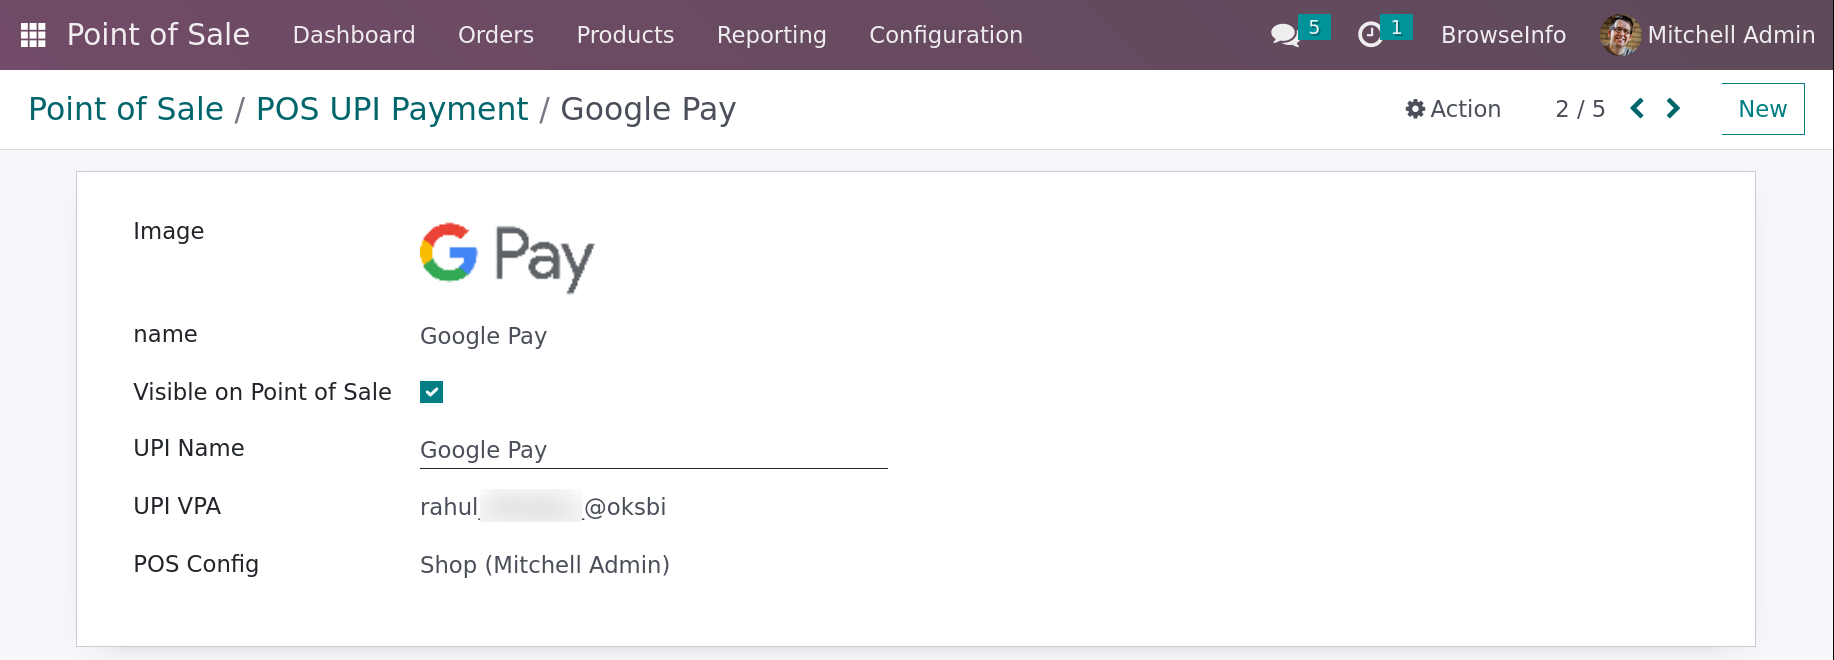 Point of Sale Dashboard Orders Products Reporting Configuration 5 1 BrowseInfo Mitchell Admin
Point of Sale / POS UPI Payment / Google Pay Action 2 / 5 New
Image G Pay
name Google Pay
Visible on Point of Sale
UPI Name Google Pay
UPI VPA rahul @oksbi
POS Config Shop (Mitchell Admin)